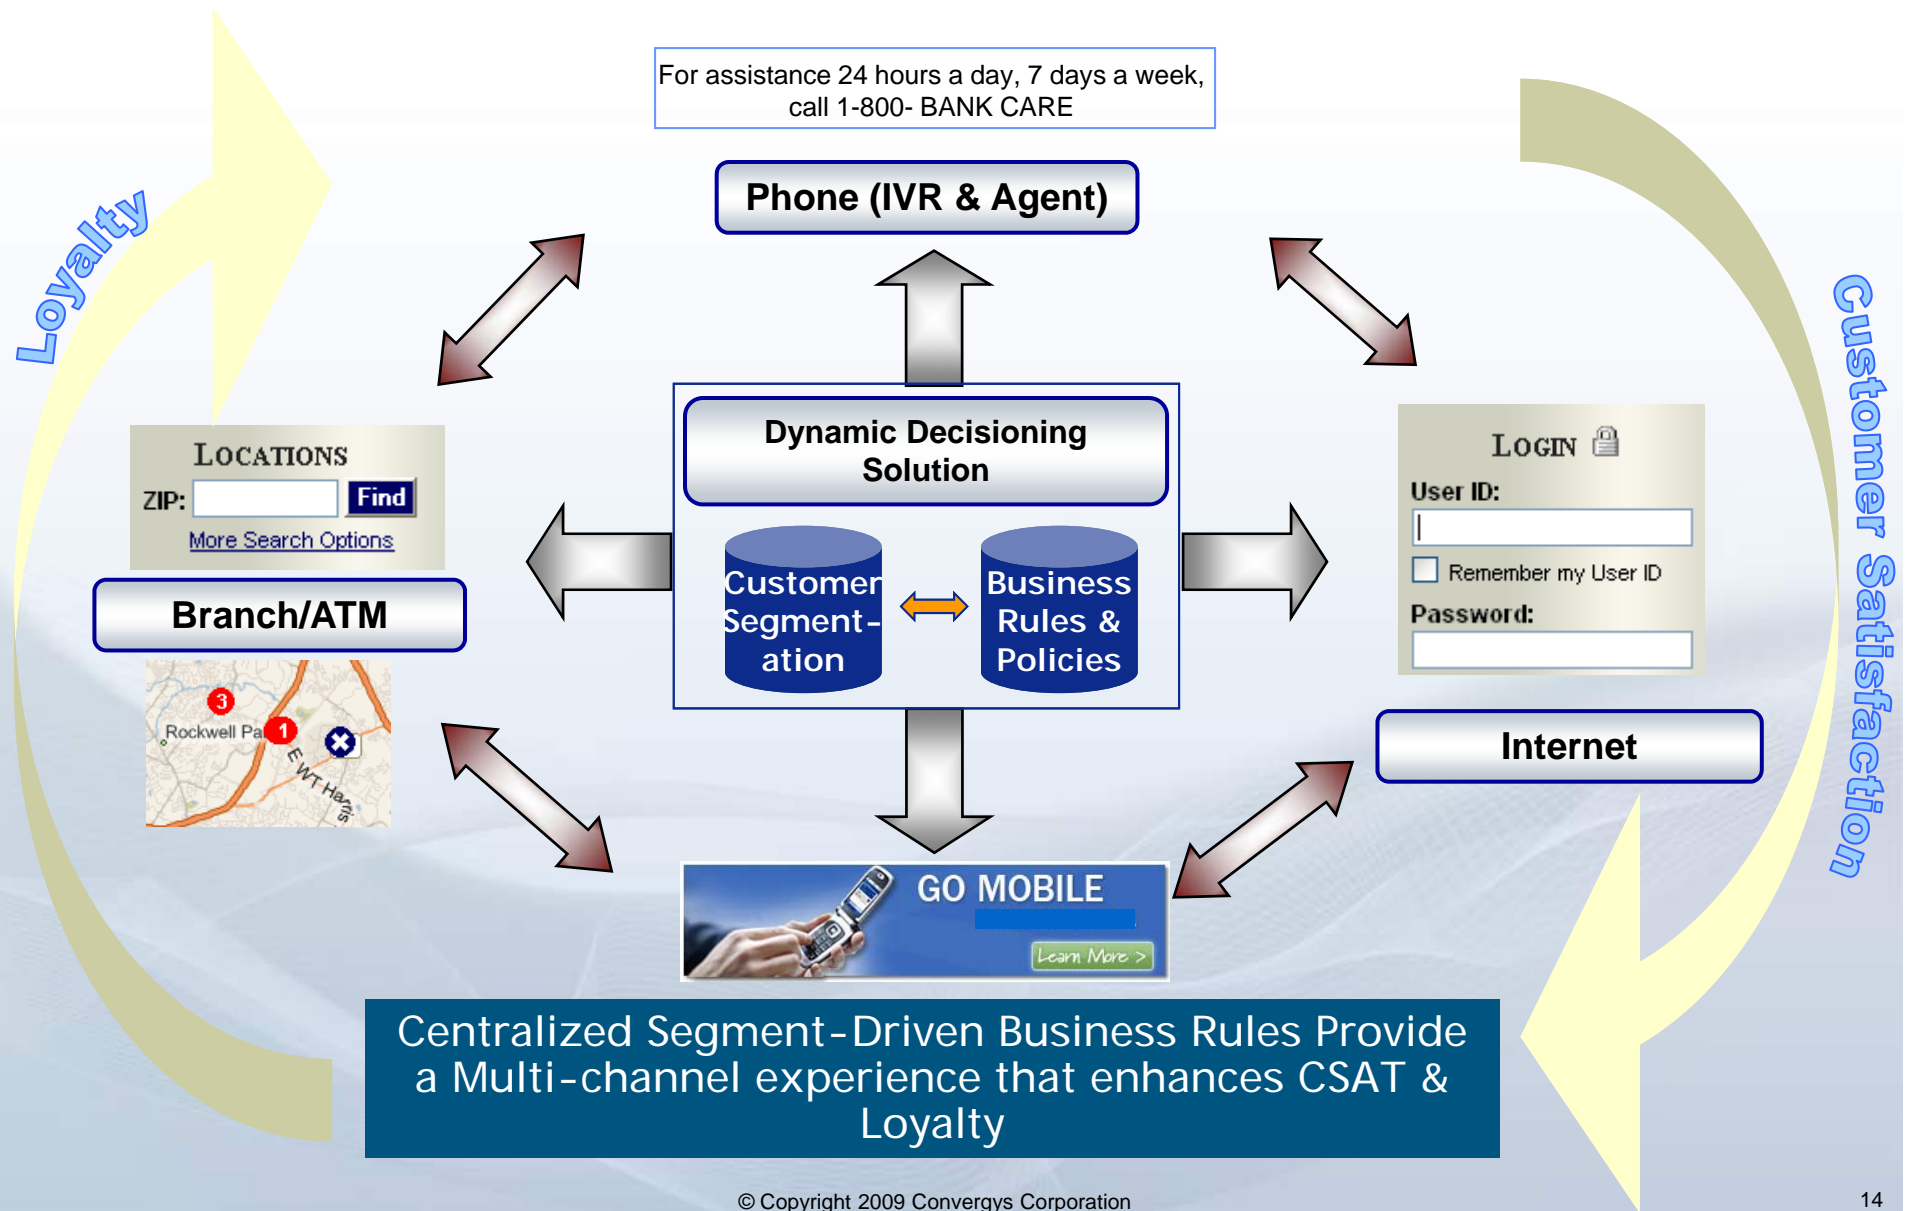 For assistance 24 hours a day, 7 days a week,
call 1-800- BANK CARE
Phone (IVR & Agent)
Loyalty
Customer Satisfaction
Dynamic Decisioning
Solution
Customer
Segment-
ation
Business
Rules &
Policies
LOCATIONS
ZIP:
Find
More Search Options
Branch/ATM
3
Rockwell Pa
1
E WT Harris
LOGIN
User ID:
Remember my User ID
Password:
Internet
GO MOBILE
Learn More >
Centralized Segment-Driven Business Rules Provide
a Multi-channel experience that enhances CSAT &
Loyalty
© Copyright 2009 Convergys Corporation
14